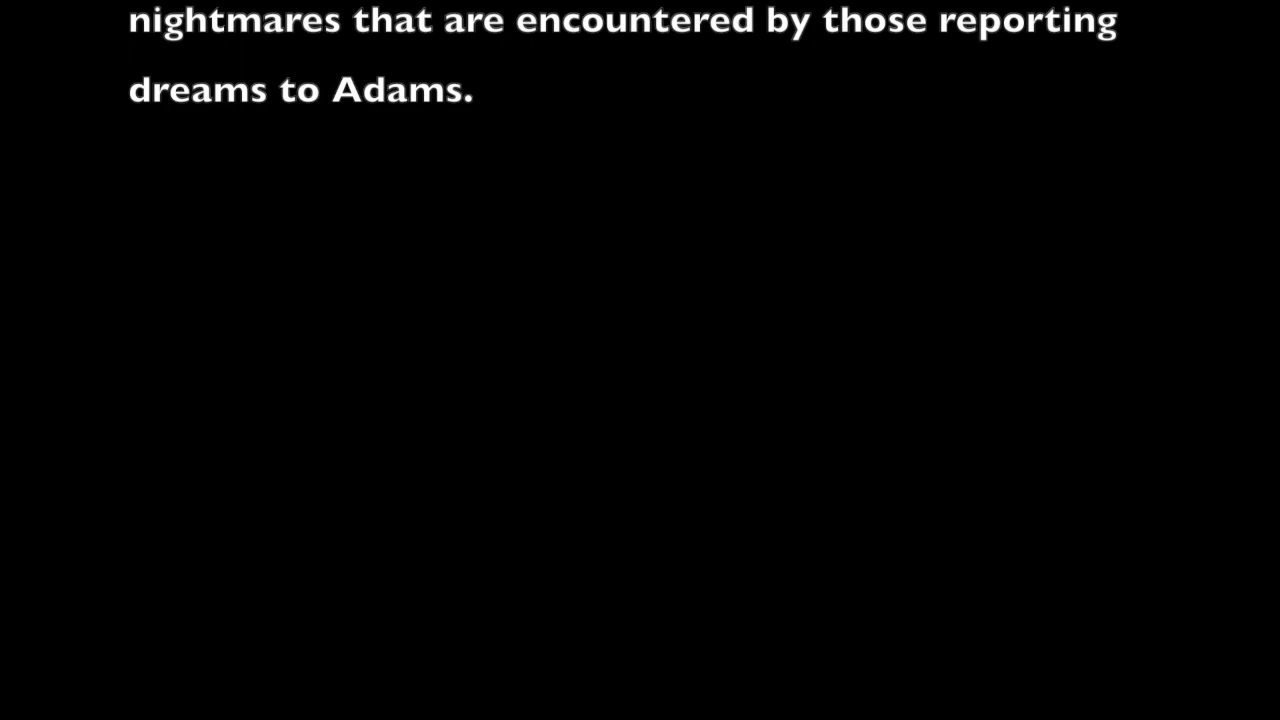 nightmares that are encountered by those reporting
dreams to Adams.